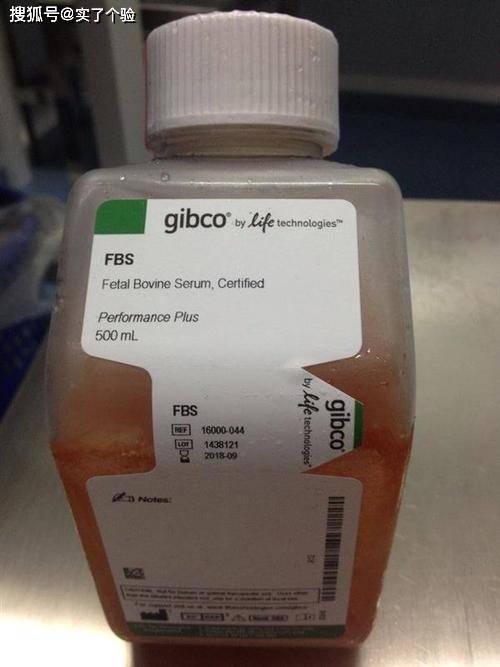 搜狐号@实了个验
gibco® by life technologies™
FBS
Fetal Bovine Serum, Certified
Performance Plus
500 mL
gibco®
by life technologies™
FBS
REF 16000-044
LOT 1438121
2018-09
Notes: